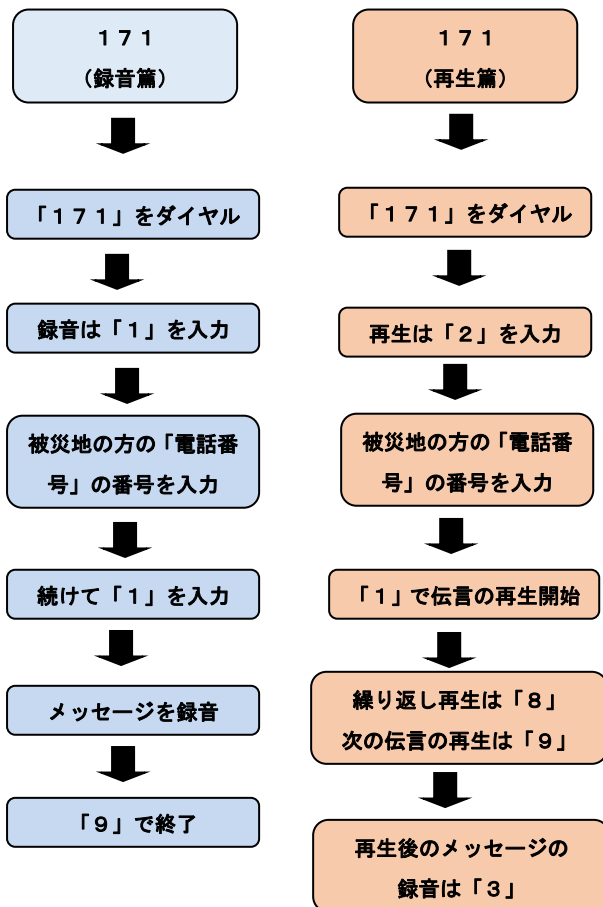 １７１
（録音篇）
「１７１」をダイヤル
録音は「１」を入力
被災地の方の「電話番
号」の番号を入力
続けて「１」を入力
メッセージを録音
「９」で終了
１７１
（再生篇）
「１７１」をダイヤル
再生は「２」を入力
被災地の方の「電話番
号」の番号を入力
「１」で伝言の再生開始
繰り返し再生は「８」
次の伝言の再生は「９」
再生後のメッセージの
録音は「３」